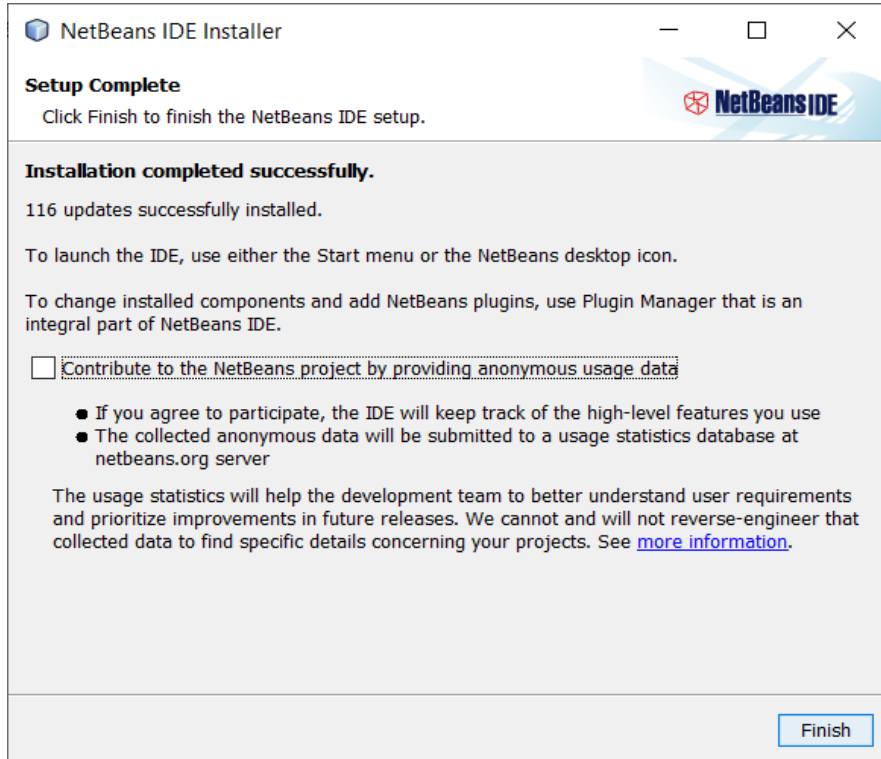 NetBeans IDE Installer
Setup Complete
Click Finish to finish the NetBeans IDE setup.
NetBeans IDE
Installation completed successfully.
116 updates successfully installed.
To launch the IDE, use either the Start menu or the NetBeans desktop icon.
To change installed components and add NetBeans plugins, use Plugin Manager that is an
integral part of NetBeans IDE.
Contribute to the NetBeans project by providing anonymous usage data
If you agree to participate, the IDE will keep track of the high-level features you use
The collected anonymous data will be submitted to a usage statistics database at
netbeans.org server
The usage statistics will help the development team to better understand user requirements
and prioritize improvements in future releases. We cannot and will not reverse-engineer that
collected data to find specific details concerning your projects. See more information.
Finish